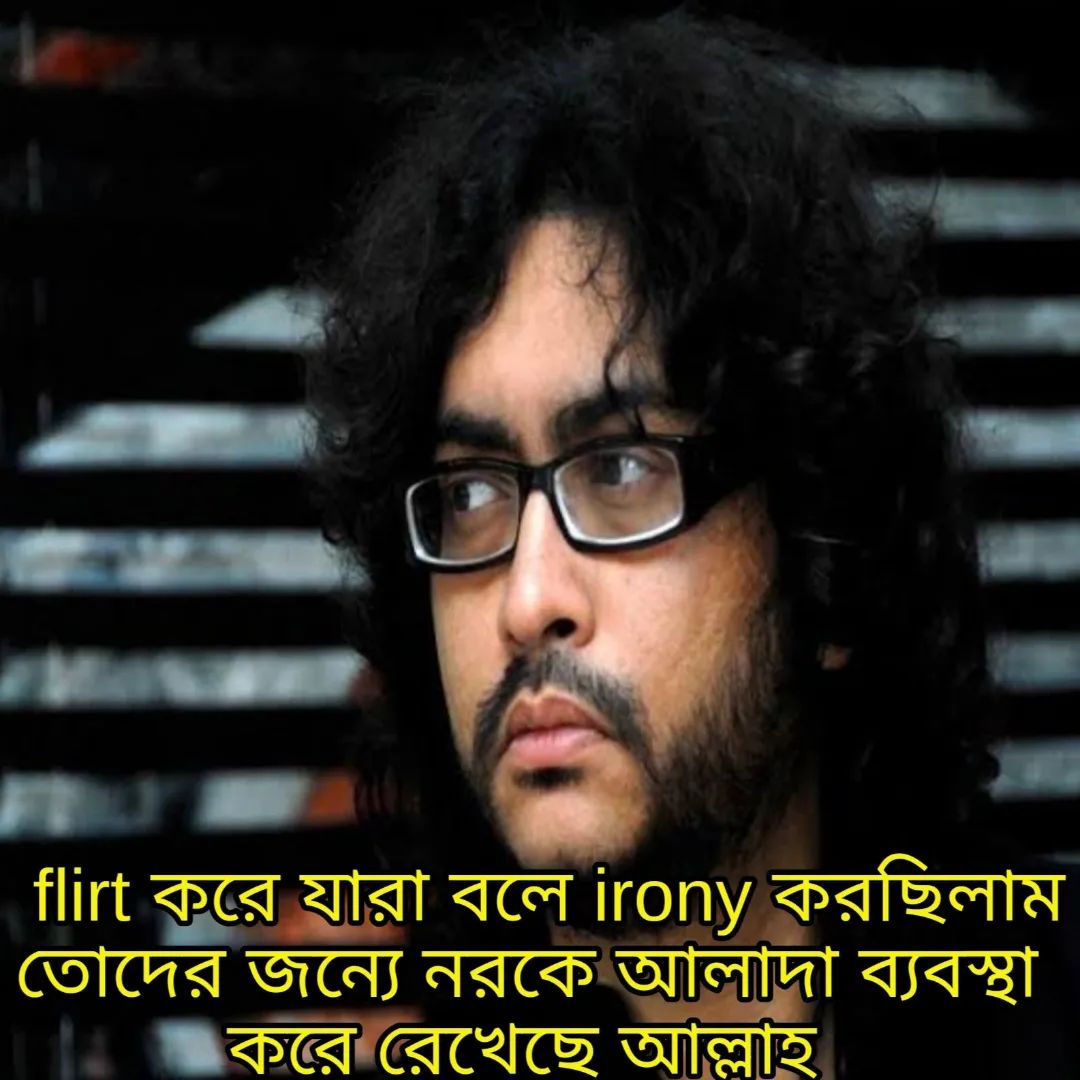 flirt করে যারা বলে irony করছিলাম
তোদের জন্যে নরকে আলাদা ব্যবস্থা
করে রেখেছে আল্লাহ